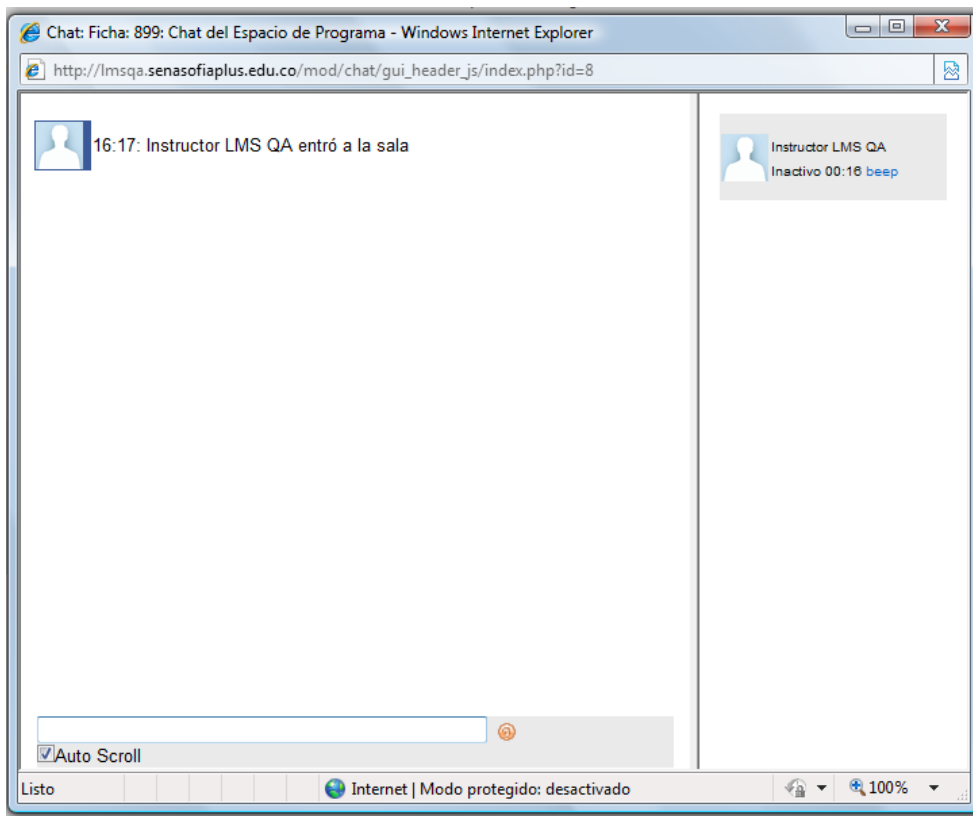 Chat: Ficha: 899: Chat del Espacio de Programa - Windows Internet Explorer
http://lmsqa.senasofiaplus.edu.co/mod/chat/gui_header_js/index.php?id=8
16:17: Instructor LMS QA entró a la sala
Instructor LMS QA
Inactivo 00:16 beep
Auto Scroll
Listo
Internet | Modo protegido: desactivado
100%